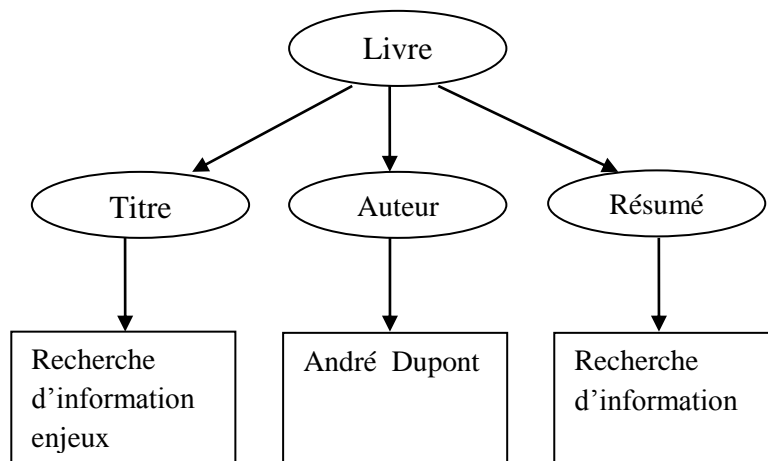 Livre
Titre
Auteur
Résumé
Recherche
d'information
enjeux
André Dupont
Recherche
d'information